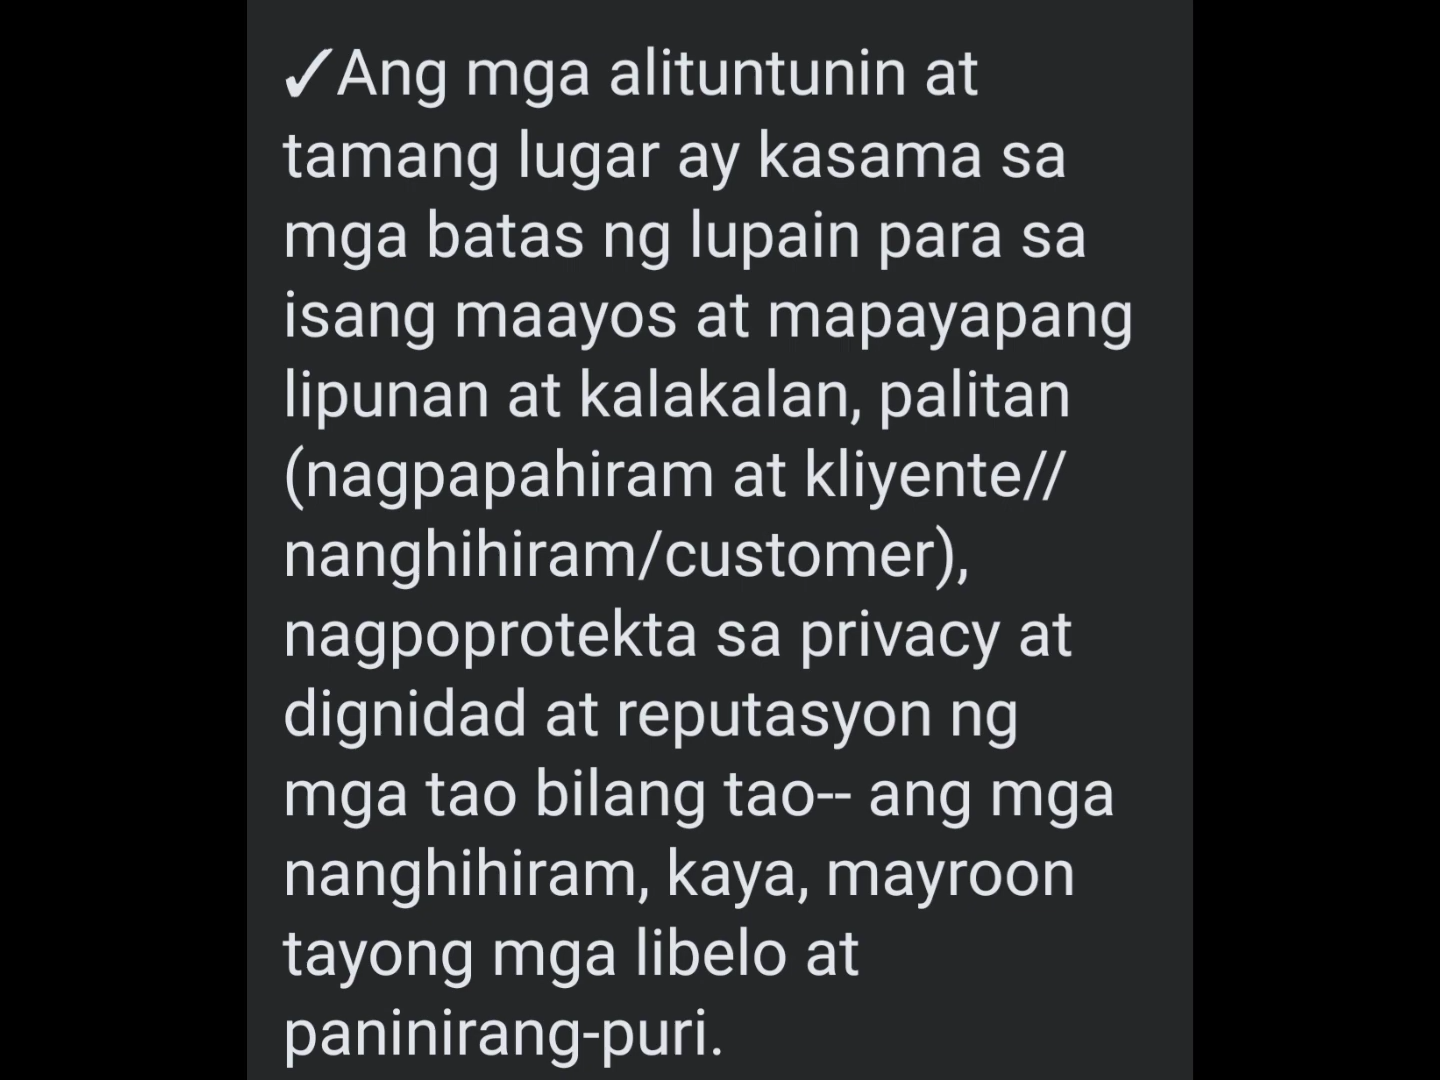 ✓Ang mga alituntunin at
tamang lugar ay kasama sa
mga batas ng lupain para sa
isang maayos at mapayapang
lipunan at kalakalan, palitan
(nagpapahiram at kliyente//
nanghihiram/customer),
nagpoprotekta sa privacy at
dignidad at reputasyon ng
mga tao bilang tao-- ang mga
nanghihiram, kaya, mayroon
tayong mga libelo at
paninirang-puri.